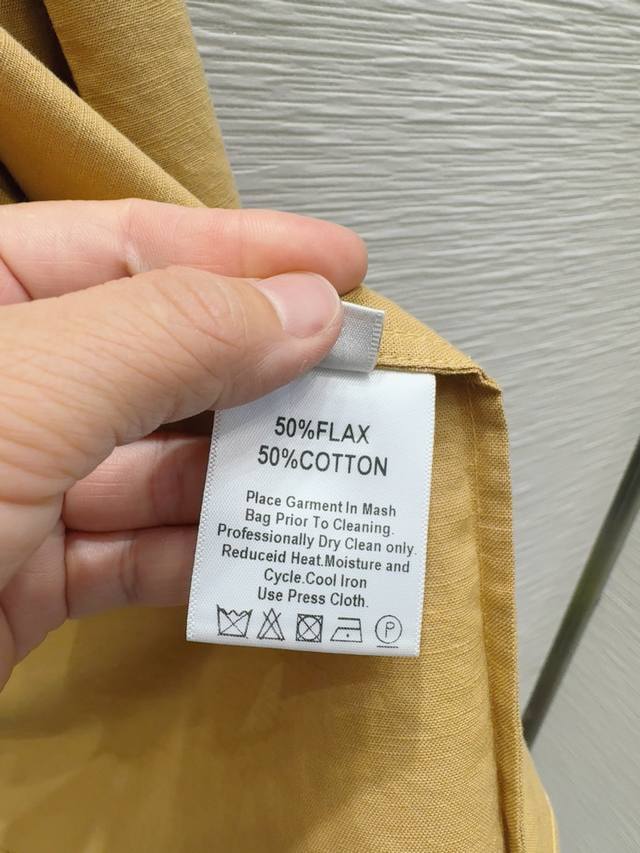 50%FLAX
50%COTTON
Place Garment In Mash
Bag Prior To Cleaning.
Professionally Dry Clean only.
Reduceid Heat.Moisture and
Cycle.Cool Iron
Use Press Cloth.
P